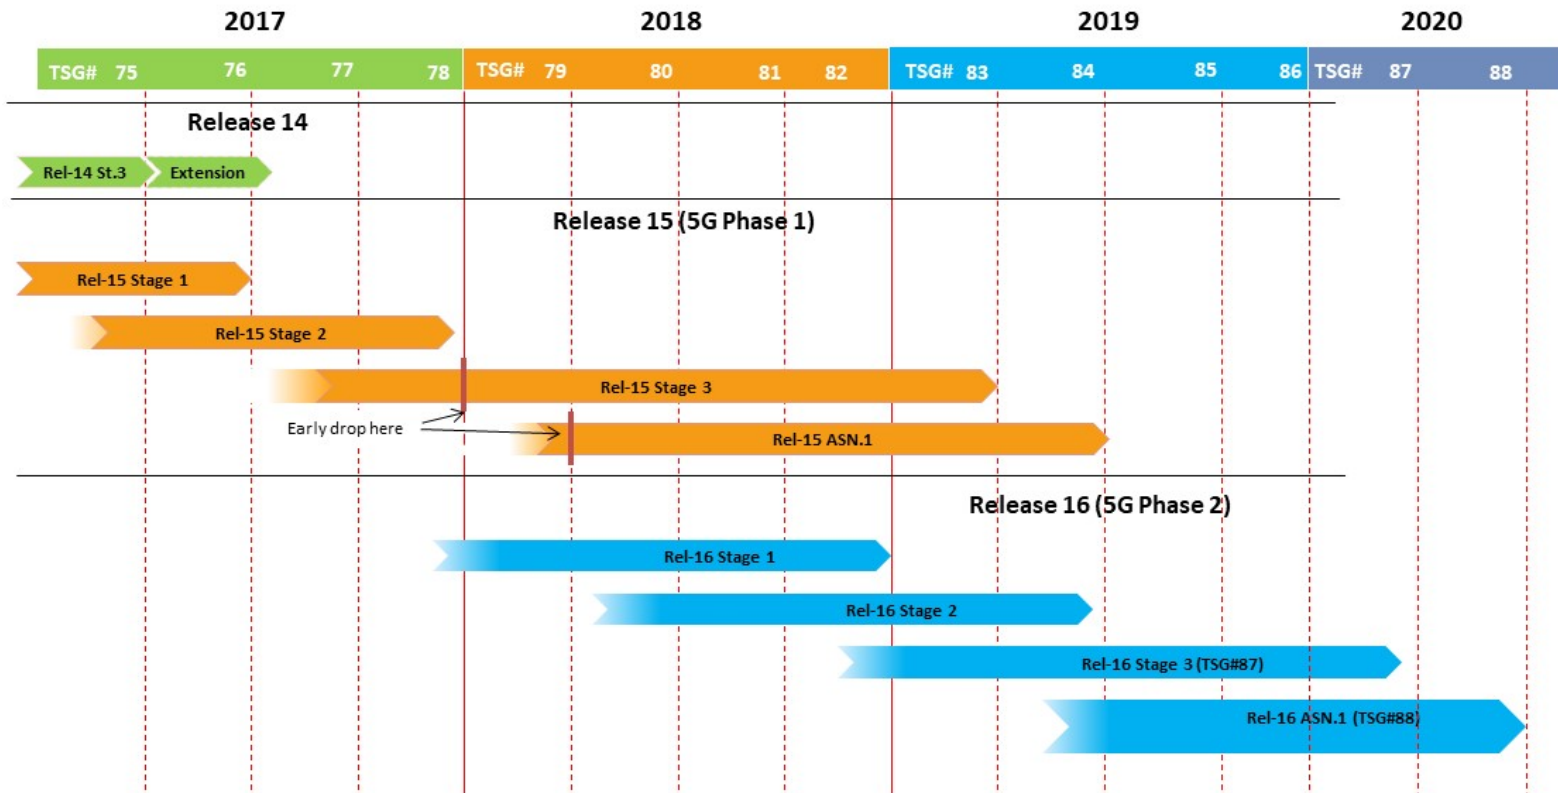 2017 2018 2019 2020
TSG# 75 76 77 78 TSG# 79 80 81 82 TSG# 83 84 85 86 TSG# 87 88
Release 14
Rel-14 St.3 Extension
Release 15 (5G Phase 1)
Rel-15 Stage 1
Rel-15 Stage 2
Rel-15 Stage 3
Early drop here
Rel-15 ASN.1
Release 16 (5G Phase 2)
Rel-16 Stage 1
Rel-16 Stage 2
Rel-16 Stage 3 (TSG#87)
Rel-16 ASN.1 (TSG#88)